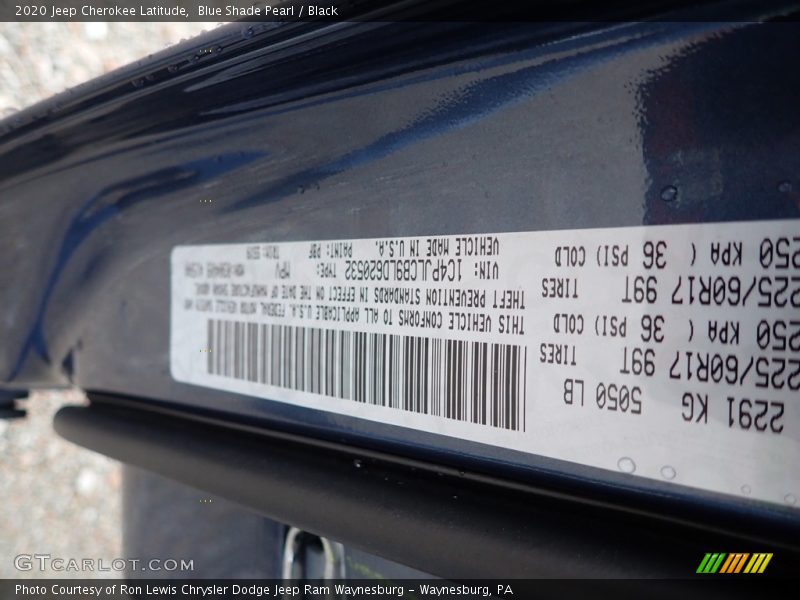 2020 Jeep Cherokee Latitude, Blue Shade Pearl / Black
2291 KG 5050 LB
225/60R17 99T TIRES
250 KPA ( 36 PSI) COLD
225/60R17 99T TIRES
250 KPA ( 36 PSI) COLD
THIS VEHICLE CONFORMS TO ALL APPLICABLE U.S.A. FEDERAL MOTOR VEHICLE SAFETY AND
THEFT PREVENTION STANDARDS IN EFFECT ON THE DATE OF MANUFACTURE SHOWN ABOVE.
VIN: 1C4PJLCB9LD620532 TYPE: MPV
VEHICLE MADE IN U.S.A. PAINT: PBF
GTCARLOT.COM
Photo Courtesy of Ron Lewis Chrysler Dodge Jeep Ram Waynesburg - Waynesburg, PA